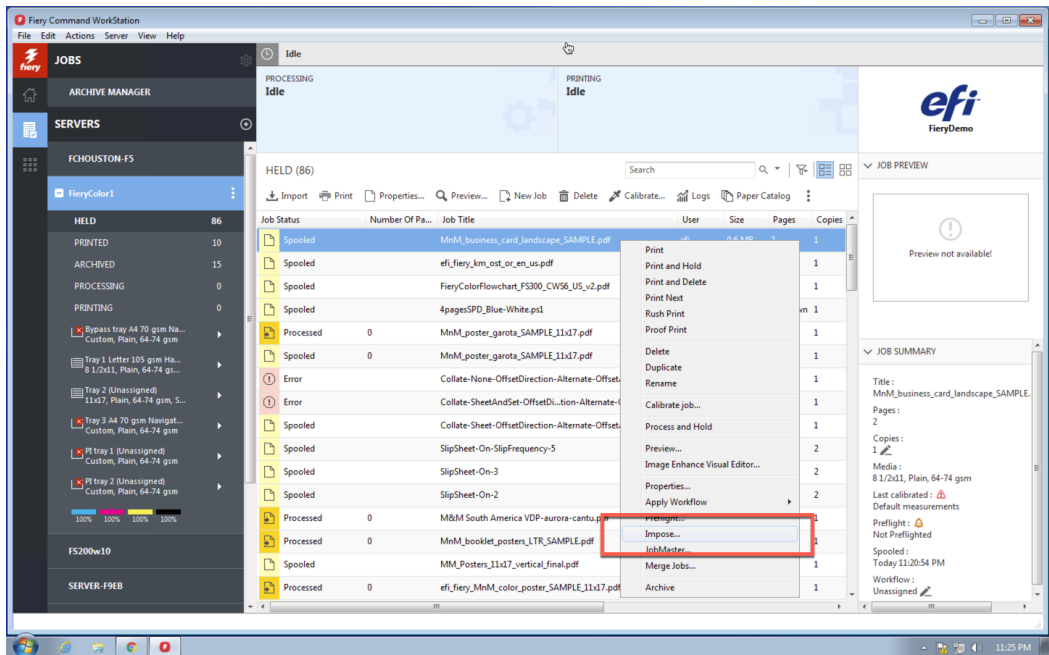 Fiery Command WorkStation
File Edit Actions Server View Help
fiery
JOBS
ARCHIVE MANAGER
SERVERS
FCHOUSTON-F5
FieryColor1
HELD 86
PRINTED 10
ARCHIVED 15
PROCESSING 0
PRINTING 0
Bypass tray A4 70 gsm Na...
Custom, Plain, 64-74 gsm
Tray 1 Letter 105 gsm Ha...
8 1/2x11, Plain, 64-74 gs...
Tray 2 (Unassigned)
11x17, Plain, 64-74 gsm, S...
Tray 3 A4 70 gsm Navigat...
Custom, Plain, 64-74 gsm
PI tray 1 (Unassigned)
Custom, Plain, 64-74 gsm
PI tray 2 (Unassigned)
Custom, Plain, 64-74 gsm
100% 100% 100% 100%
FS200w10
SERVER-F9EB
Idle
PROCESSING
Idle
PRINTING
Idle
HELD (86)
Search
Import Print Properties... Preview... New Job Delete Calibrate... Logs Paper Catalog
Job Status Number Of Pa... Job Title User Size Pages Copies
Spooled MnM_business_card_landscape_SAMPLE.pdf efi 0.6 MB 2 1
Spooled efi_fiery_km_ost_or_en_us.pdf 1
Spooled FieryColorFlowchart_FS300_CWS6_US_v2.pdf 1
Spooled 4pagesSPD_Blue-White.ps1 wn 1
Processed 0 MnM_poster_garota_SAMPLE_11x17.pdf 1
Spooled 0 MnM_poster_garota_SAMPLE_11x17.pdf 1
Error Collate-None-OffsetDirection-Alternate-Offset 1
Error Collate-SheetAndSet-OffsetDi...tion-Alternate- 1
Spooled Collate-Sheet-OffsetDirection-Alternate-Offset 1
Spooled SlipSheet-On-SlipFrequency-5 2
Spooled SlipSheet-On-3 2
Spooled SlipSheet-On-2 2
Processed 0 M&M South America VDP-aurora-cantu.pdf 1
Processed 0 MnM_booklet_posters_LTR_SAMPLE.pdf 1
Spooled MM_Posters_11x17_vertical_final.pdf 1
Processed 0 efi_fiery_MnM_color_poster_SAMPLE_11x17.pdf 1
Print
Print and Hold
Print and Delete
Print Next
Rush Print
Proof Print
Delete
Duplicate
Rename
Calibrate job...
Process and Hold
Preview...
Image Enhance Visual Editor...
Properties...
Apply Workflow
Preflight...
Impose...
JobMaster...
Merge Jobs...
Archive
efi
FieryDemo
JOB PREVIEW
Preview not available!
JOB SUMMARY
Title :
MnM_business_card_landscape_SAMPLE.
Pages :
2
Copies :
1
Media :
8 1/2x11, Plain, 64-74 gsm
Last calibrated :
Default measurements
Preflight :
Not Preflighted
Spooled :
Today 11:20:54 PM
Workflow :
Unassigned
11:25 PM